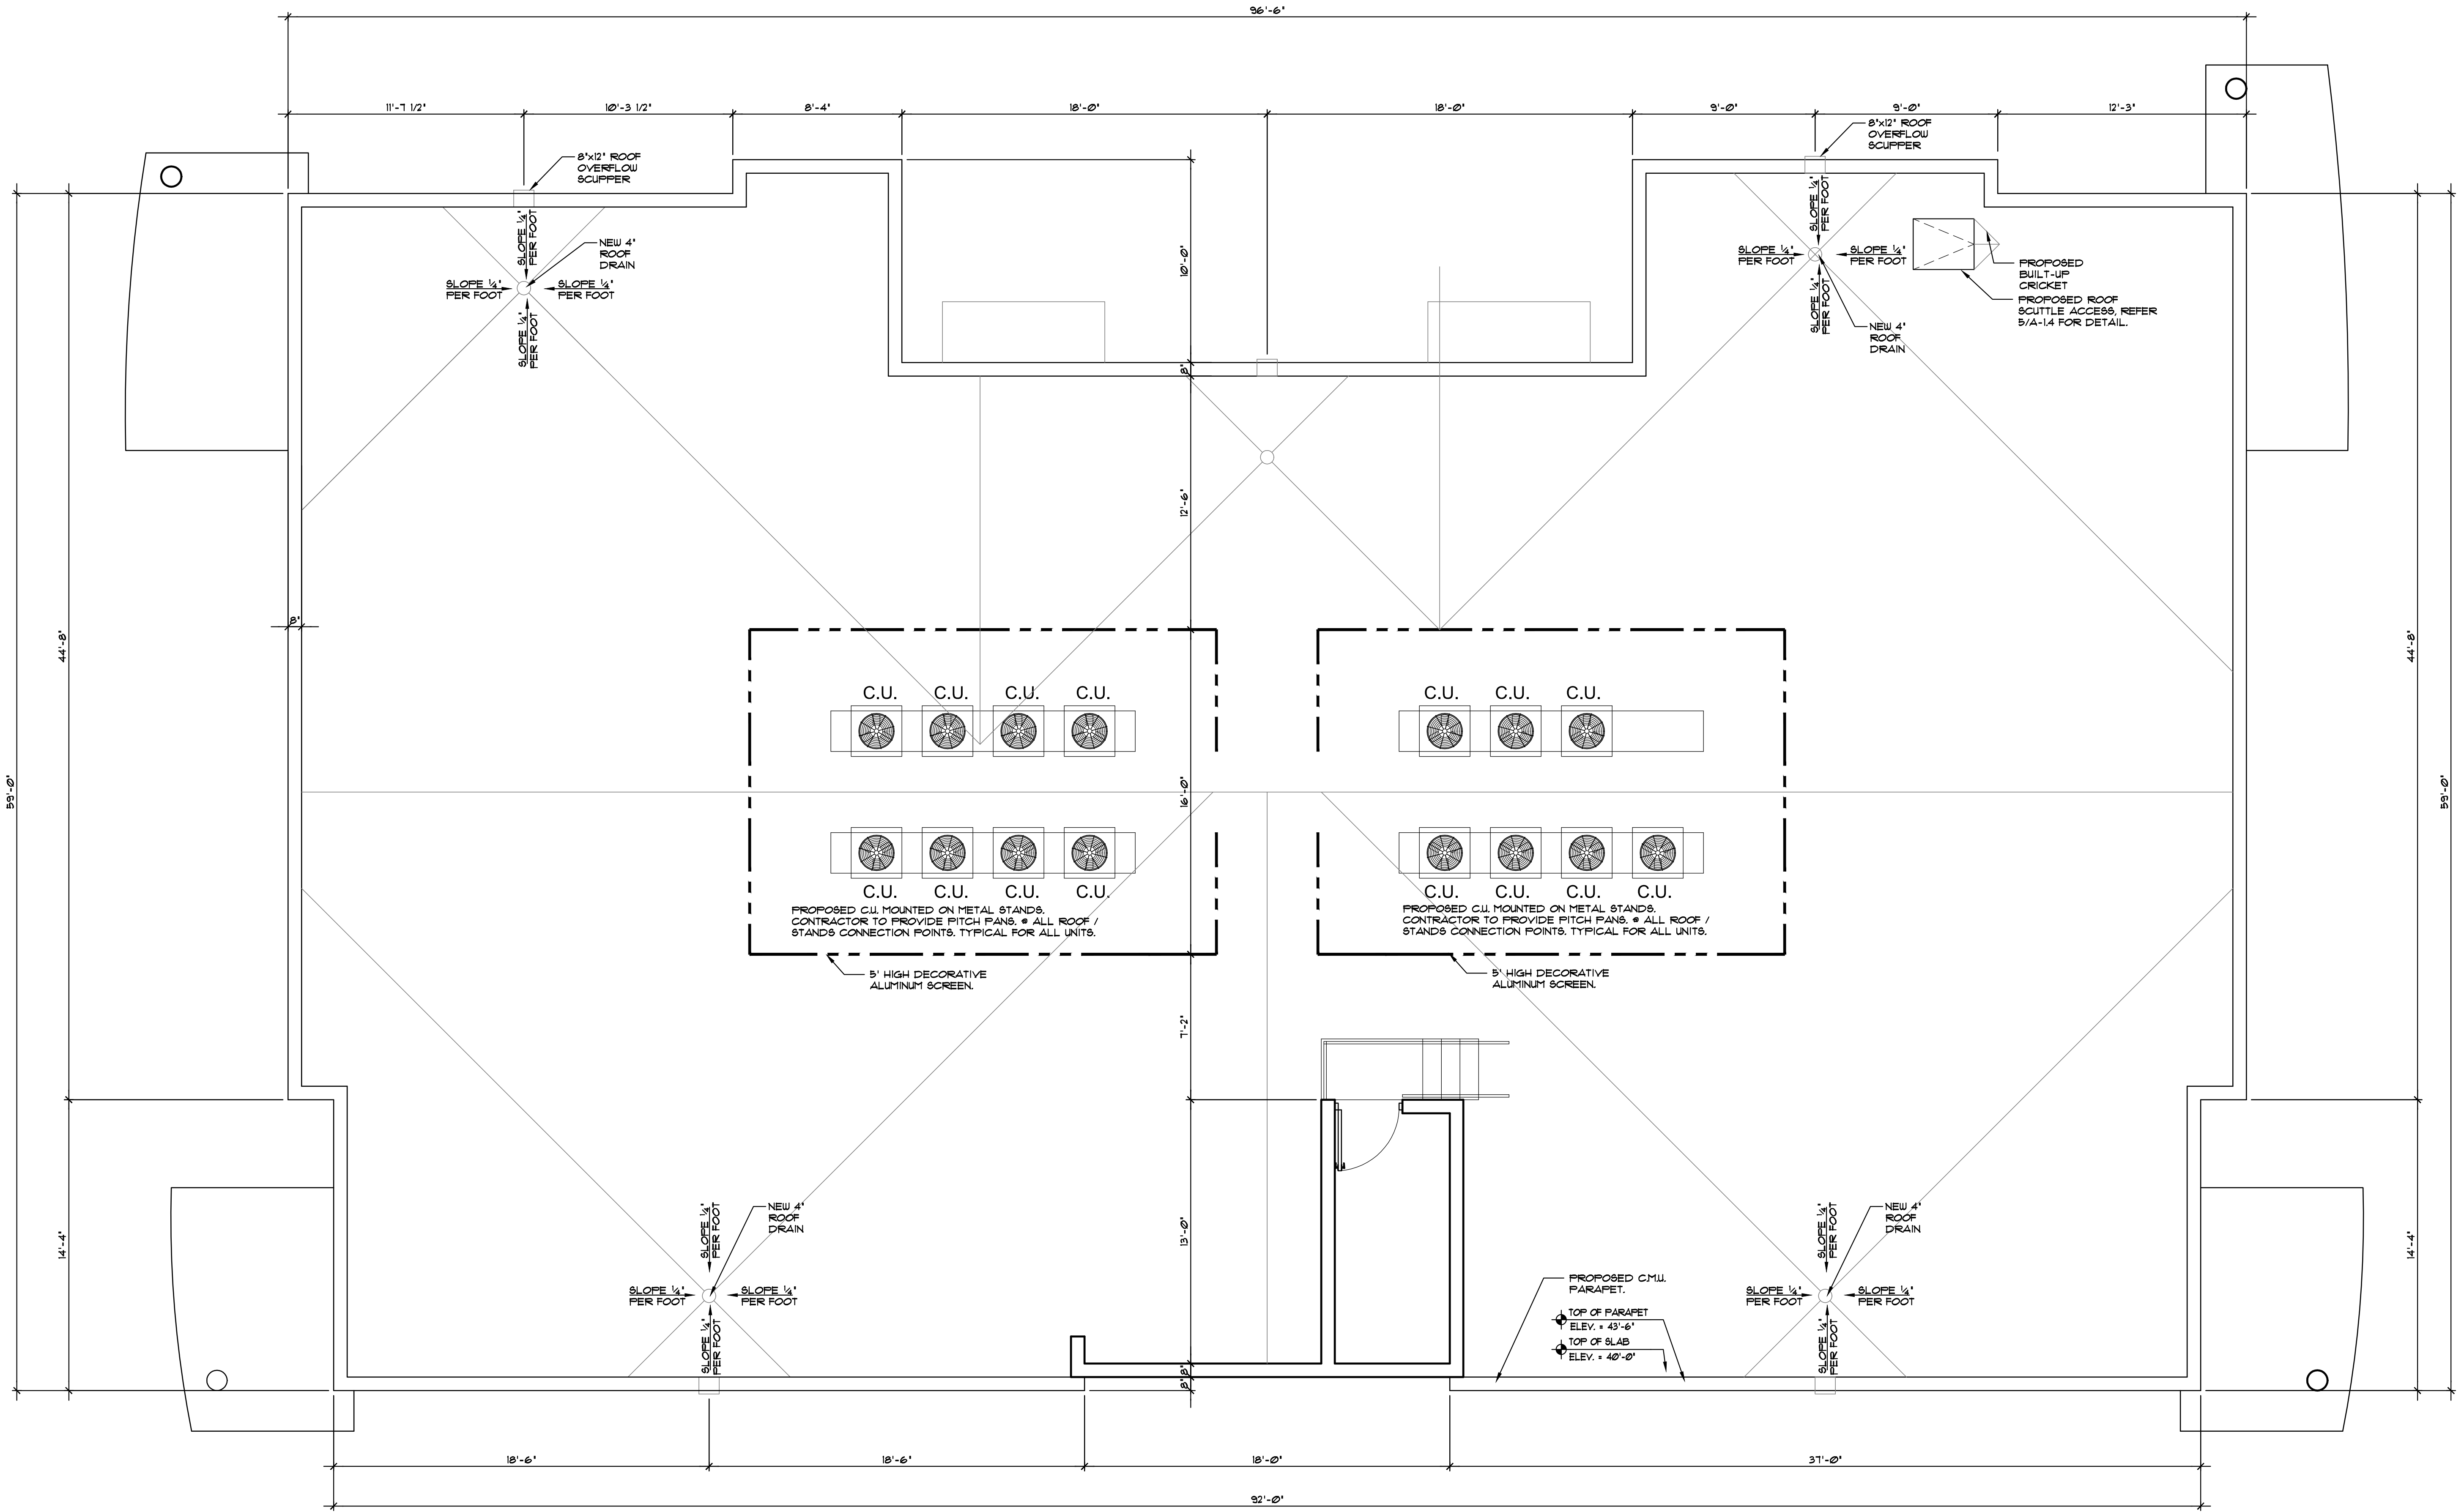 96'-6"
11'-7 1/2"
10'-3 1/2"
8'-4"
18'-0"
18'-0"
9'-0"
9'-0"
12'-3"
8"x12" ROOF
OVERFLOW
SCUPPER
8"x12" ROOF
OVERFLOW
SCUPPER
SLOPE 1/4"
PER FOOT
NEW 4"
ROOF
DRAIN
SLOPE 1/4"
PER FOOT
SLOPE 1/4"
PER FOOT
SLOPE 1/4"
PER FOOT
10'-0"
8"
12'-6"
SLOPE 1/4"
PER FOOT
SLOPE 1/4"
PER FOOT
SLOPE 1/4"
PER FOOT
SLOPE 1/4"
PER FOOT
NEW 4"
ROOF
DRAIN
PROPOSED
BUILT-UP
CRICKET
PROPOSED ROOF
SCUTTLE ACCESS, REFER
5/A-1.4 FOR DETAIL.
8"
59'-0"
44'-8"
44'-8"
59'-0"
C.U.
C.U.
C.U.
C.U.
C.U.
C.U.
C.U.
16'-0"
C.U.
C.U.
C.U.
C.U.
C.U.
C.U.
C.U.
C.U.
PROPOSED C.U. MOUNTED ON METAL STANDS.
CONTRACTOR TO PROVIDE PITCH PANS. @ ALL ROOF /
STANDS CONNECTION POINTS. TYPICAL FOR ALL UNITS.
PROPOSED C.U. MOUNTED ON METAL STANDS.
CONTRACTOR TO PROVIDE PITCH PANS. @ ALL ROOF /
STANDS CONNECTION POINTS. TYPICAL FOR ALL UNITS.
5' HIGH DECORATIVE
ALUMINUM SCREEN.
5' HIGH DECORATIVE
ALUMINUM SCREEN.
7'-2"
13'-0"
14'-4"
14'-4"
SLOPE 1/4"
PER FOOT
NEW 4"
ROOF
DRAIN
SLOPE 1/4"
PER FOOT
SLOPE 1/4"
PER FOOT
SLOPE 1/4"
PER FOOT
SLOPE 1/4"
PER FOOT
NEW 4"
ROOF
DRAIN
SLOPE 1/4"
PER FOOT
SLOPE 1/4"
PER FOOT
SLOPE 1/4"
PER FOOT
PROPOSED C.M.U.
PARAPET.
TOP OF PARAPET
ELEV. = 43'-6"
TOP OF SLAB
ELEV. = 40'-0"
8"
8"
18'-6"
18'-6"
18'-0"
37'-0"
92'-0"